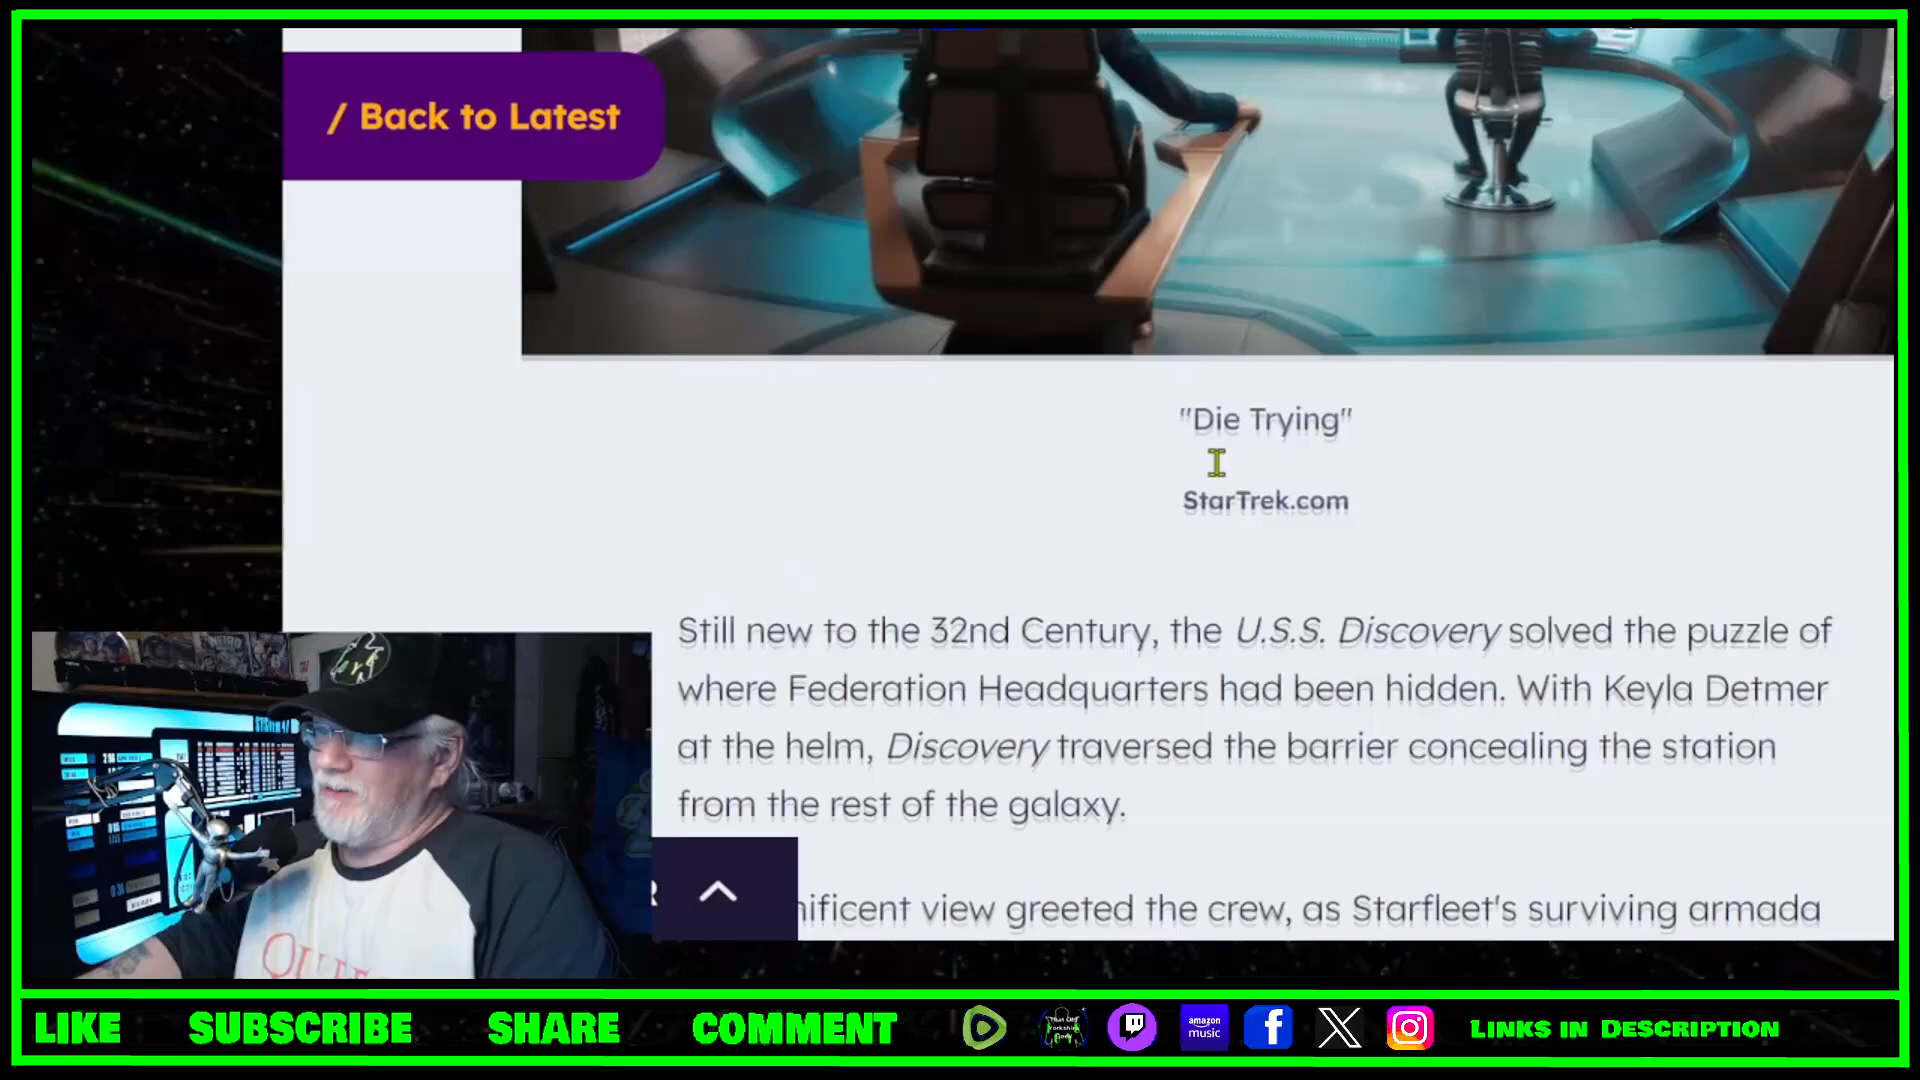 / Back to Latest
"Die Trying"
StarTrek.com
Still new to the 32nd Century, the U.S.S. Discovery solved the puzzle of
where Federation Headquarters had been hidden. With Keyla Detmer
at the helm, Discovery traversed the barrier concealing the station
from the rest of the galaxy.
nificent view greeted the crew, as Starfleet's surviving armada
LIKE SUBSCRIBE SHARE COMMENT amazon music LINKS IN DESCRIPTION